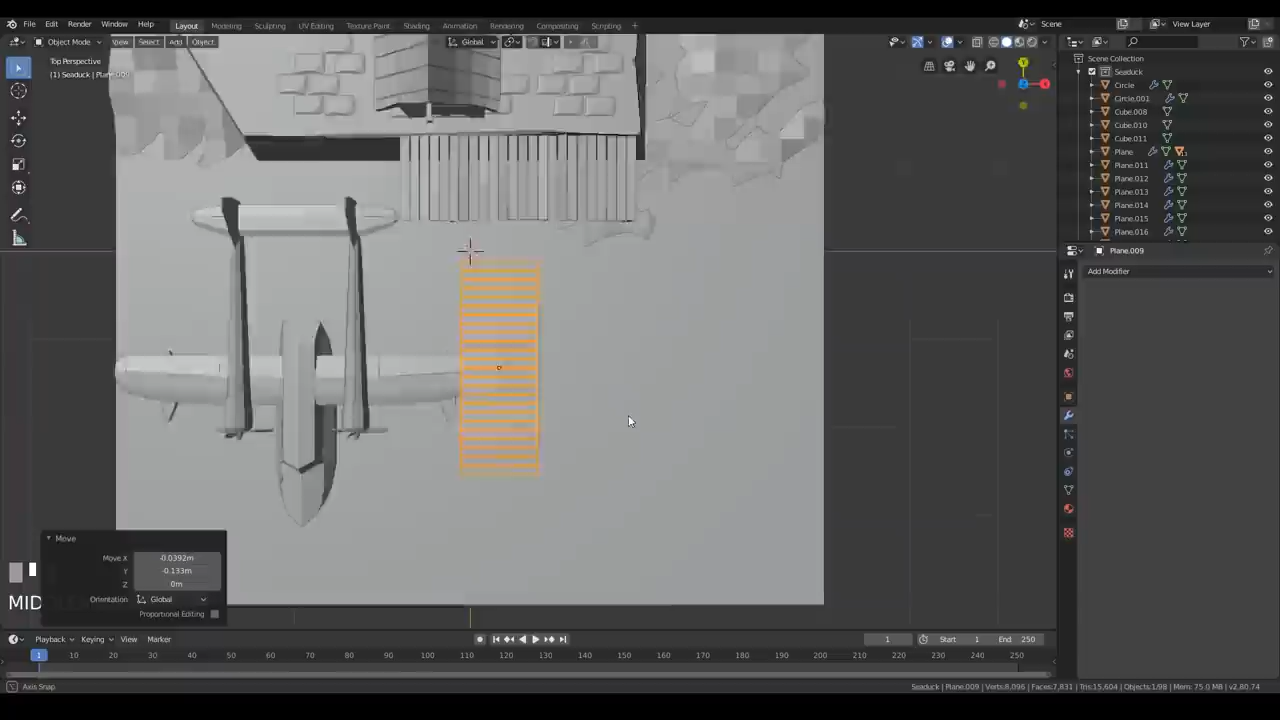 File Edit Render Window Help Layout Modeling Sculpting UV Editing Texture Paint Shading Animation Rendering Compositing Scripting + Scene View Layer
Object Mode View Select Add Object Global
Top Perspective
(1) Seaduck | Plane.009
Scene Collection
Seaduck
Circle
Circle.001
Cube.008
Cube.010
Cube.011
Plane
Plane.011
Plane.012
Plane.013
Plane.014
Plane.015
Plane.016
Plane.009
Add Modifier
Move
Move X -0.0392m
Y -0.133m
Z 0m
Orientation Global
Proportional Editing
MID
Playback Keying View Marker 1 Start 1 End 250
1 10 20 30 40 50 60 70 80 90 100 110 120 130 140 150 160 170 180 190 200 210 220 230 240 250
Axis Snap Seaduck | Plane.009 | Verts:8,096 | Faces:7,831 | Tris:15,604 | Objects:1/98 | Mem: 75.0 MB | v2.80.74